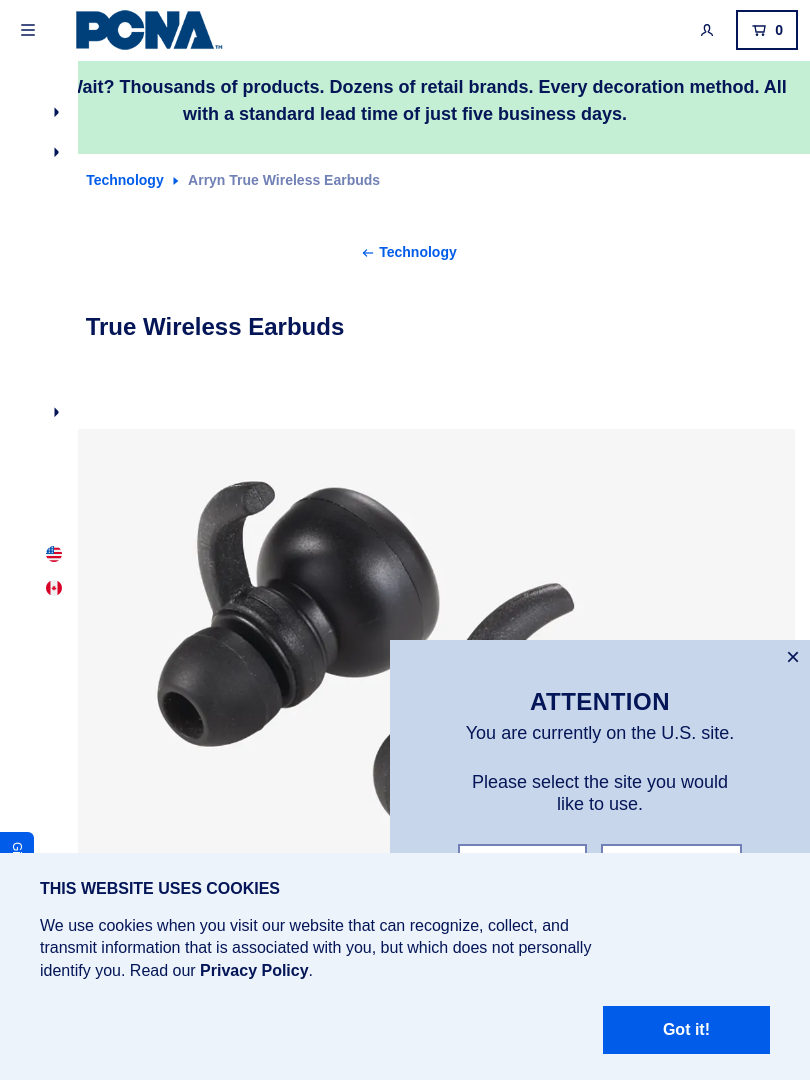 PCNA™
0
Wait? Thousands of products. Dozens of retail brands. Every decoration method. All
with a standard lead time of just five business days.
Technology
Arryn True Wireless Earbuds
Technology
True Wireless Earbuds
ATTENTION
You are currently on the U.S. site.
Please select the site you would
like to use.
THIS WEBSITE USES COOKIES
We use cookies when you visit our website that can recognize, collect, and
transmit information that is associated with you, but which does not personally
identify you. Read our Privacy Policy.
Got it!